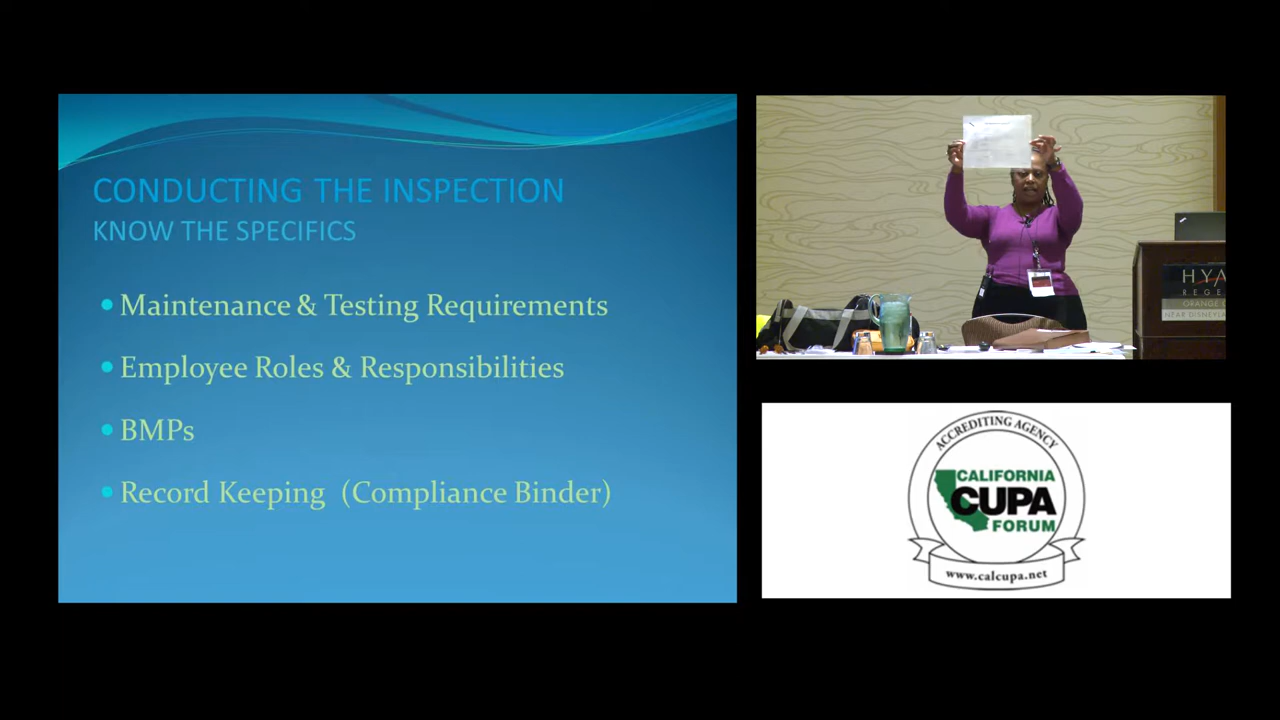 CONDUCTING THE INSPECTION
KNOW THE SPECIFICS
Maintenance & Testing Requirements
Employee Roles & Responsibilities
BMPs
Record Keeping (Compliance Binder)
ACCREDITING AGENCY
CALIFORNIA
CUPA
FORUM
www.calcupa.net